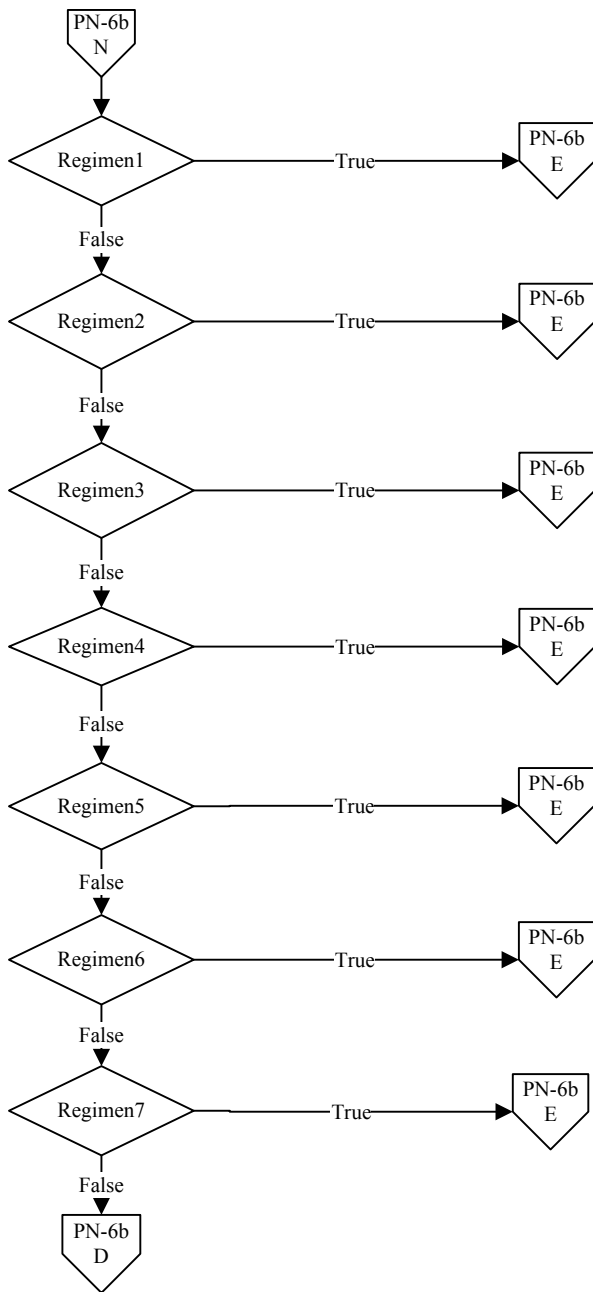 PN-6b
N
Regimen1
True
PN-6b
E
False
Regimen2
True
PN-6b
E
False
Regimen3
True
PN-6b
E
False
Regimen4
True
PN-6b
E
False
Regimen5
True
PN-6b
E
False
Regimen6
True
PN-6b
E
False
Regimen7
True
PN-6b
E
False
PN-6b
D